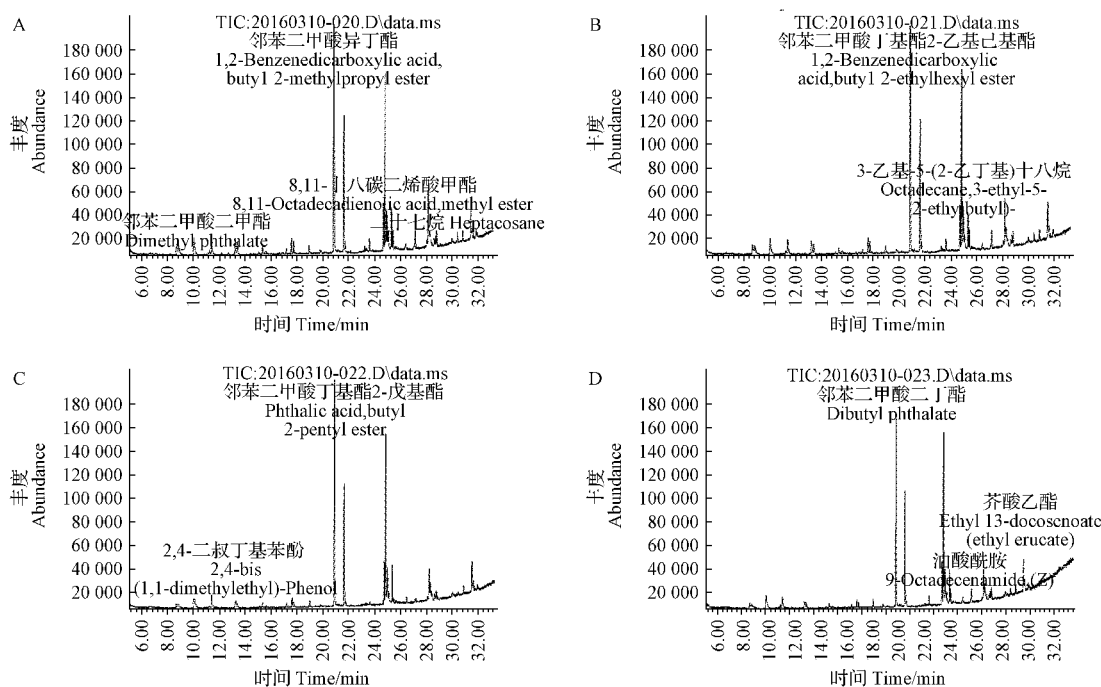 A
TIC:20160310-020.D\data.ms
邻苯二甲酸异丁酯
1,2-Benzenedicarboxylic acid,
buty1 2-methylpropyl ester
8,11-十八碳二烯酸甲酯
8,11-Octadecadienoic acid,methyl ester
邻苯二甲酸二甲酯
二十七烷 Heptacosane
Dimethyl phthalate
丰度
Abundance
180 000
160 000
140 000
120 000
100 000
80 000
60 000
40 000
20 000
6.00 8.00 10.00 12.00 14.00 16.00 18.00 20.00 22.00 24.00 26.00 28.00 30.00 32.00
时间 Time/min
B
TIC:20160310-021.D\data.ms
邻苯二甲酸丁基酯2-乙基己基酯
1,2-Benzenedicarboxylic
acid,buty1 2-ethylhexyl ester
3-乙基-5-(2-乙丁基)十八烷
Octadecane,3-ethyl-5-
2-ethylbutyl)-
丰度
Abundance
180 000
160 000
140 000
120 000
100 000
80 000
60 000
40 000
20 000
6.00 8.00 10.00 12.00 14.00 16.00 18.00 20.00 22.00 24.00 26.00 28.00 30.00 32.00
时间 Time/min
C
TIC:20160310-022.D\data.ms
邻苯二甲酸丁基酯2-戊基酯
Phthalic acid,butyl
2-pentyl ester
2,4-二叔丁基苯酚
2,4-bis
(1,1-dimethylethyl)-Phenol
丰度
Abundance
180 000
160 000
140 000
120 000
100 000
80 000
60 000
40 000
20 000
6.00 8.00 10.00 12.00 14.00 16.00 18.00 20.00 22.00 24.00 26.00 28.00 30.00 32.00
时间 Time/min
D
TIC:20160310-023.D\data.ms
邻苯二甲酸二丁酯
Dibutyl phthalate
芥酸乙酯
Ethyl 13-docosenoate
(ethyl erucate)
油酸酰胺
9-Octadecenamide,(Z)
丰度
Abundance
180 000
160 000
140 000
120 000
100 000
80 000
60 000
40 000
20 000
6.00 8.00 10.00 12.00 14.00 16.00 18.00 20.00 22.00 24.00 26.00 28.00 30.00 32.00
时间 Time/min